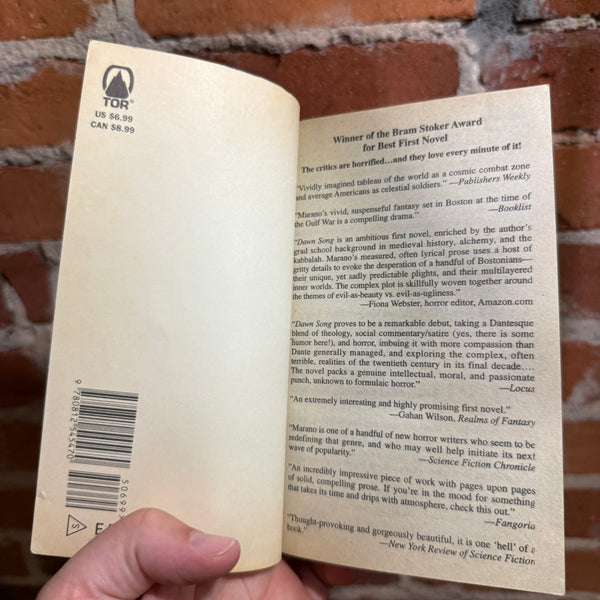 TOR®
US $6.99
CAN $8.99
9 780812 545470
50699
S
E
Winner of the Bram Stoker Award
for Best First Novel
The critics are horrified...and they love every minute of it!
"Vividly imagined tableau of the world as a cosmic combat zone
and average Americans as celestial soldiers." —Publishers Weekly
"Marano's vivid, suspenseful fantasy set in Boston at the time of
the Gulf War is a compelling drama." —Booklist
"Dawn Song is an ambitious first novel, enriched by the author's
grad school background in medieval history, alchemy, and the
kabbalah. Marano's measured, often lyrical prose uses a host of
gritty details to evoke the desperation of a handful of Bostonians—
their unique, yet sadly predictable plights, and their multilayered
inner worlds. The complex plot is skillfully woven together around
the themes of evil-as-beauty vs. evil-as-ugliness."
—Fiona Webster, horror editor, Amazon.com
"Dawn Song proves to be a remarkable debut, taking a Dantesque
blend of theology, social commentary/satire (yes, there is some
humor here!), and horror, imbuing it with more compassion than
Dante generally managed, and exploring the complex, often
terrible, realities of the twentieth century in its final decade....
The novel packs a genuine intellectual, moral, and passionate
punch, unknown to formulaic horror." —Locus
"An extremely interesting and highly promising first novel."
—Gahan Wilson, Realms of Fantasy
"Marano is one of a handful of new horror writers who seem to be
redefining that genre, and who may well help initiate its next
wave of popularity." —Science Fiction Chronicle
"An incredibly impressive piece of work with pages upon pages
of solid, compelling prose. If you're in the mood for something
that takes its time and drips with atmosphere, check this out."
—Fangoria
"Thought-provoking and gorgeously beautiful, it is one 'hell' of a
book." —New York Review of Science Fiction